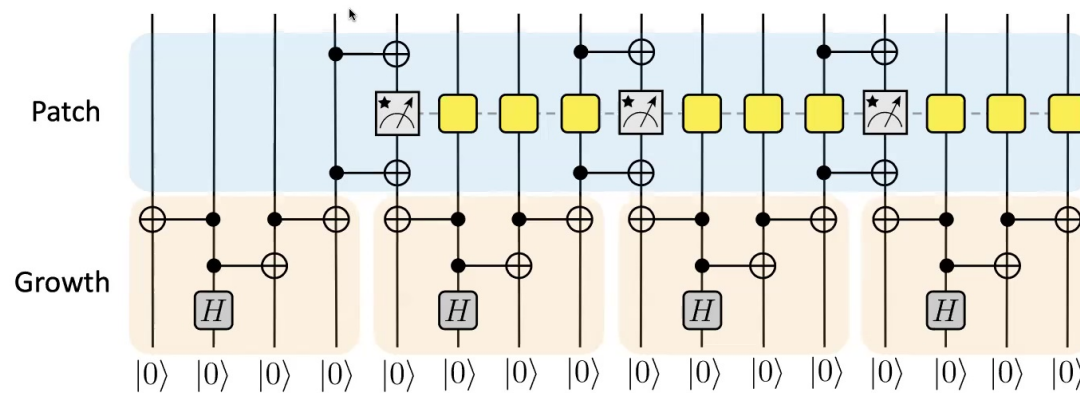 Patch
Growth
H H H H
|0⟩ |0⟩ |0⟩ |0⟩ |0⟩ |0⟩ |0⟩ |0⟩ |0⟩ |0⟩ |0⟩ |0⟩ |0⟩ |0⟩ |0⟩ |0⟩